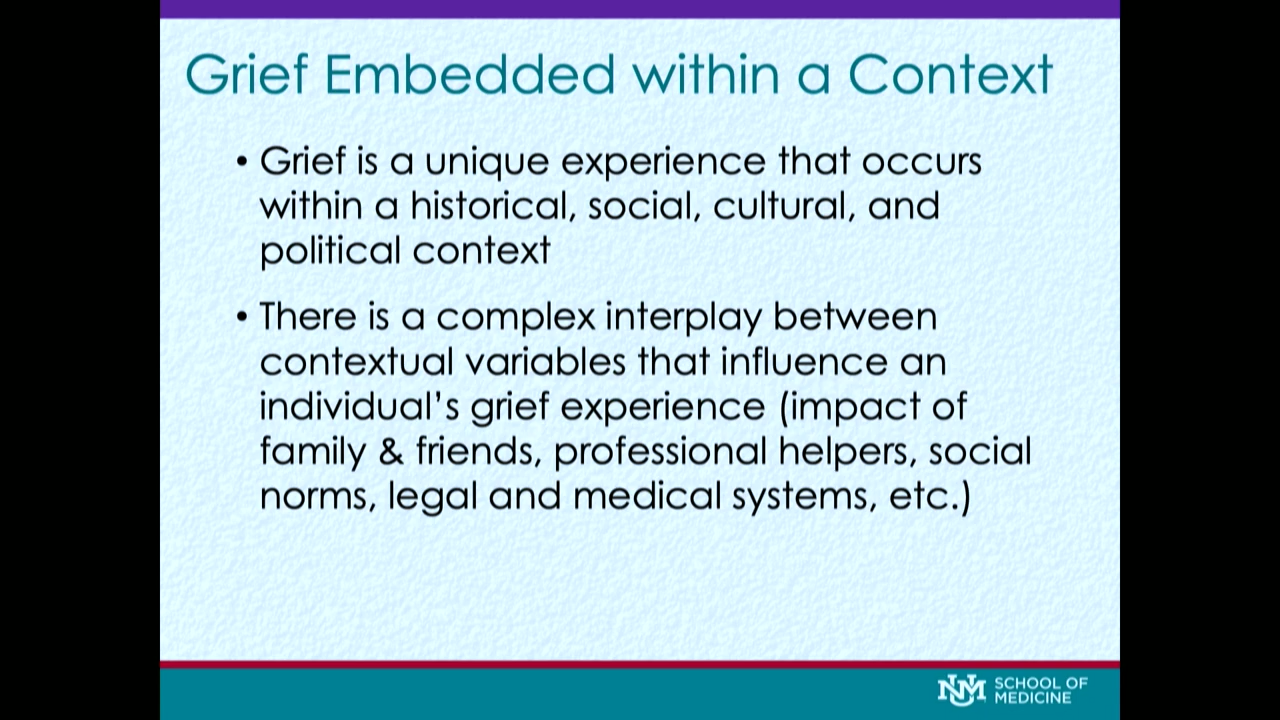 Grief Embedded within a Context
• Grief is a unique experience that occurs
within a historical, social, cultural, and
political context
• There is a complex interplay between
contextual variables that influence an
individual’s grief experience (impact of
family & friends, professional helpers, social
norms, legal and medical systems, etc.)
UNM SCHOOL OF
MEDICINE